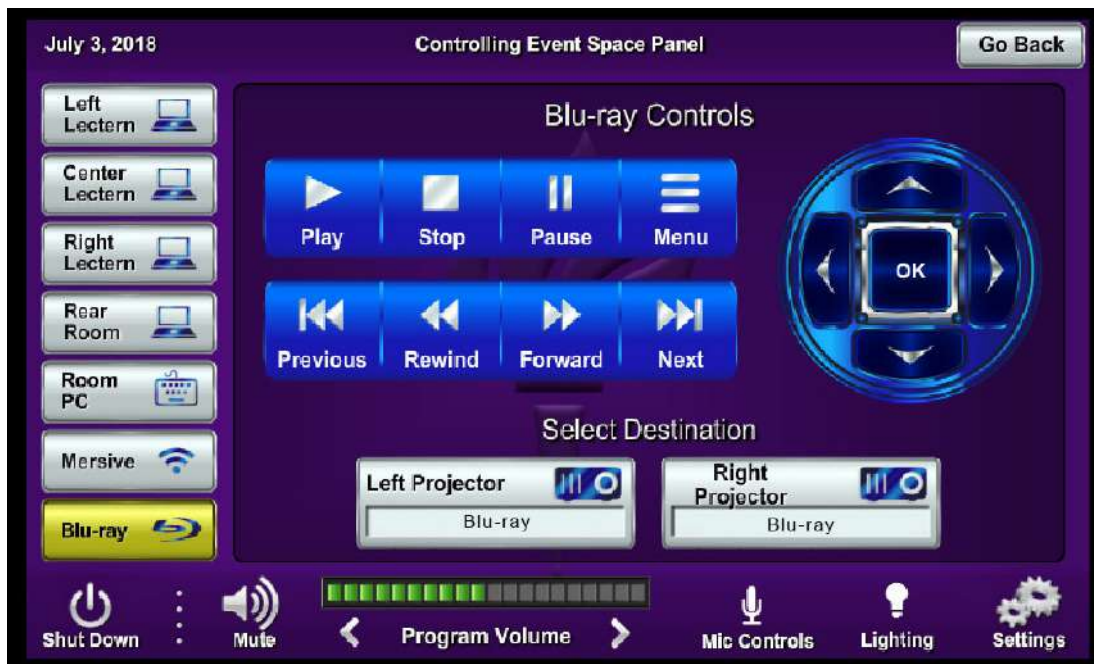 July 3, 2018
Controlling Event Space Panel
Go Back
Left
Lectern
Center
Lectern
Right
Lectern
Rear
Room
Room
PC
Mersive
Blu-ray
Blu-ray Controls
Play
Stop
Pause
Menu
Previous
Rewind
Forward
Next
OK
Select Destination
Left Projector
Blu-ray
Right
Projector
Blu-ray
Shut Down
Mute
Program Volume
Mic Controls
Lighting
Settings